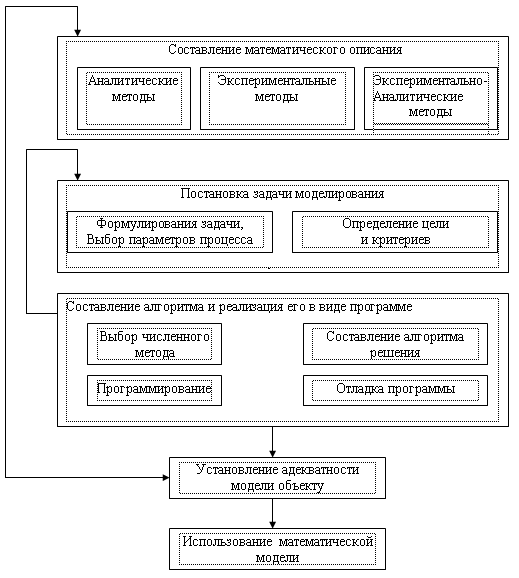 Составление математического описания
Аналитические
методы
Экспериментальные
методы
Экспериментально-
Аналитические
методы
Постановка задачи моделирования
Формулирования задачи,
Выбор параметров процесса
Определение цели
и критериев
Составление алгоритма и реализация его в виде программе
Выбор численного
метода
Составление алгоритма
решения
Программирование
Отладка программы
Установление адекватности
модели объекту
Использование математической
модели